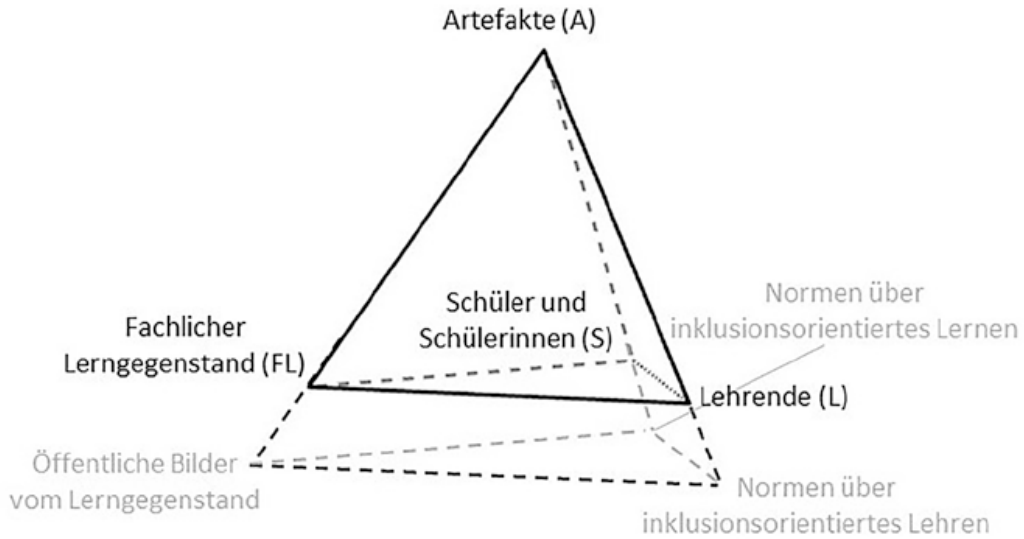 Artefakte (A)
Schüler und
Schülerinnen (S)
Normen über
inklusionsorientiertes Lernen
Fachlicher
Lerngegenstand (FL)
Lehrende (L)
Öffentliche Bilder
vom Lerngegenstand
Normen über
inklusionsorientiertes Lehren